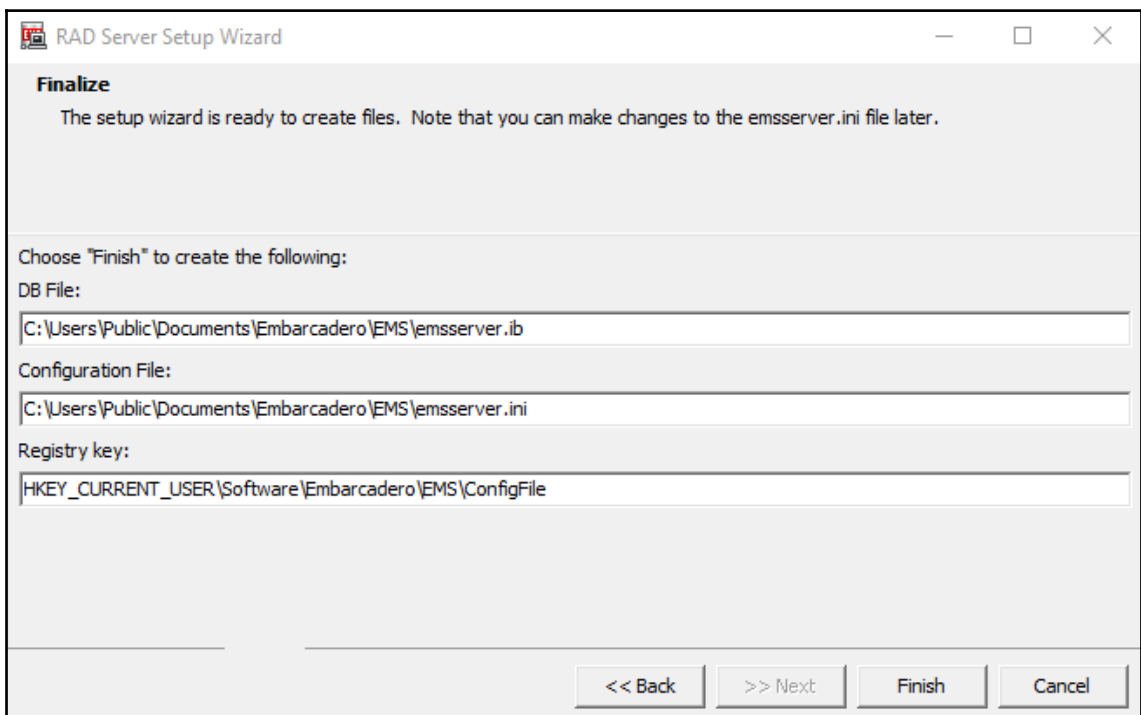 RAD Server Setup Wizard
Finalize
The setup wizard is ready to create files.  Note that you can make changes to the emsserver.ini file later.
Choose "Finish" to create the following:
DB File:
C:\Users\Public\Documents\Embarcadero\EMS\emsserver.ib
Configuration File:
C:\Users\Public\Documents\Embarcadero\EMS\emsserver.ini
Registry key:
HKEY_CURRENT_USER\Software\Embarcadero\EMS\ConfigFile
<< Back >> Next Finish Cancel